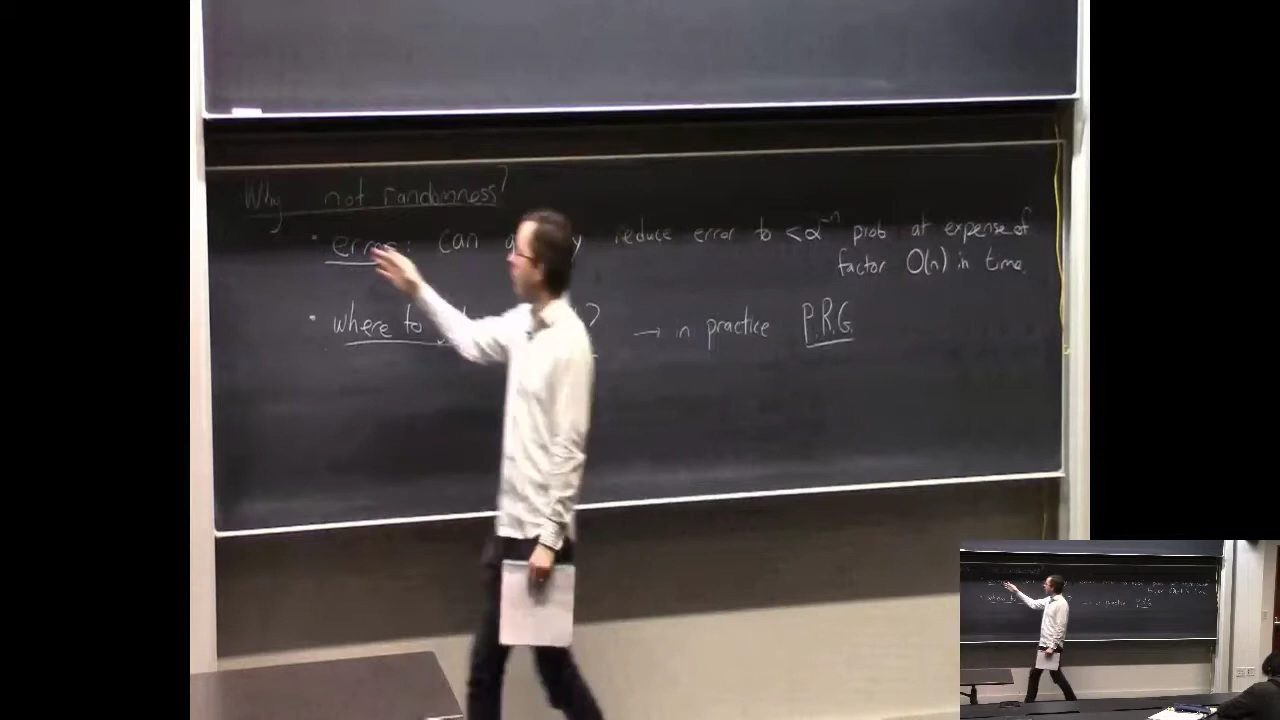 Why not randomness?
• error: can reduce error to < 2⁻ⁿ prob at expense of
factor O(n) in time.
• where to ? → in practice P.R.G.